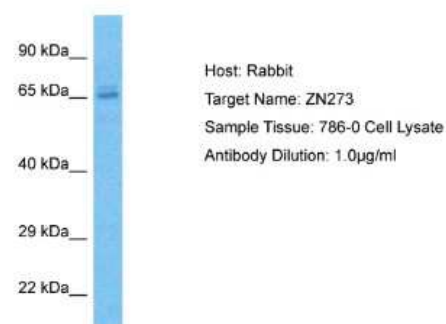 90 kDa
65 kDa
40 kDa
29 kDa
22 kDa
Host: Rabbit
Target Name: ZN273
Sample Tissue: 786-0 Cell Lysate
Antibody Dilution: 1.0µg/ml